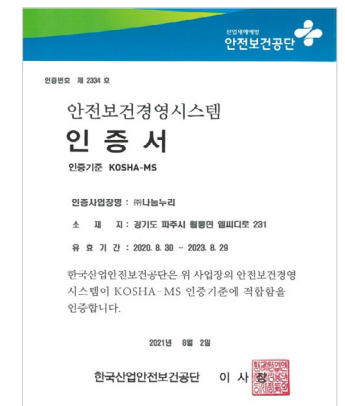 산업재해예방
안전보건공단
인증번호 제 2334 호
안전보건경영시스템
인 증 서
인증기준 KOSHA-MS
인증사업장명 : ㈜나눔누리
소 재 지 : 경기도 파주시 월롱면 엘씨디로 231
유 효 기 간 : 2020. 8. 30 ~ 2023. 8. 29
한국산업안전보건공단은 위 사업장의 안전보건경영
시스템이 KOSHA-MS 인증기준에 적합함을
인증합니다.
2021년 8월 2일
한국산업안전보건공단 이 사 장